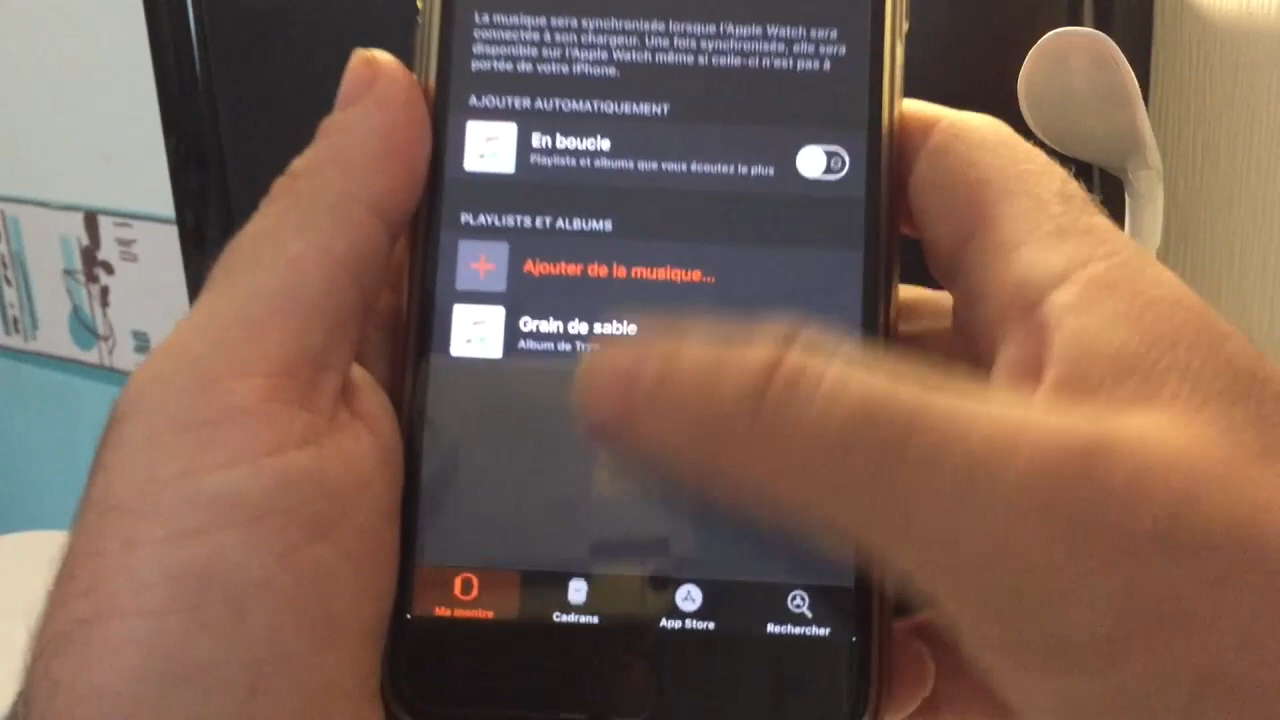 La musique sera synchronisée lorsque l'Apple Watch sera
connectée à son chargeur. Une fois synchronisée, elle sera
disponible sur l'Apple Watch même si celle-ci n'est pas à
portée de votre iPhone.
AJOUTER AUTOMATIQUEMENT
En boucle
Playlists et albums que vous écoutez le plus
PLAYLISTS ET ALBUMS
Ajouter de la musique...
Grain de sable
Album de
Ma montre
Cadrans
App Store
Rechercher